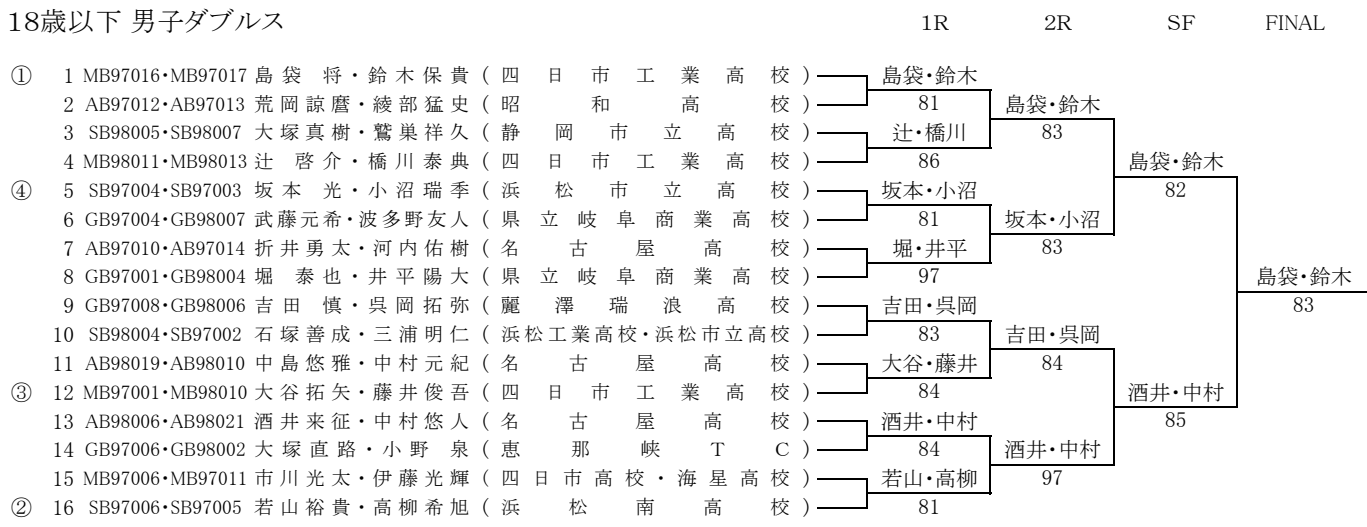 18歳以下 男子ダブルス 1R 2R SF FINAL
① 1 MB97016・MB97017 島袋 将・鈴木保貴 ( 四日市工業高校 ) 島袋・鈴木
2 AB97012・AB97013 荒岡諒麿・綾部猛史 ( 昭和高校 ) 81 島袋・鈴木
3 SB98005・SB98007 大塚真樹・鷲巣祥久 ( 静岡市立高校 ) 辻・橋川 83
4 MB98011・MB98013 辻 啓介・橋川泰典 ( 四日市工業高校 ) 86 島袋・鈴木
④ 5 SB97004・SB97003 坂本 光・小沼瑞季 ( 浜松市立高校 ) 坂本・小沼 82
6 GB97004・GB98007 武藤元希・波多野友人 ( 県立岐阜商業高校 ) 81 坂本・小沼
7 AB97010・AB97014 折井勇太・河内佑樹 ( 名古屋高校 ) 堀・井平 83
8 GB97001・GB98004 堀 泰也・井平陽大 ( 県立岐阜商業高校 ) 97 島袋・鈴木
9 GB97008・GB98006 吉田 慎・呉岡拓弥 ( 麗澤瑞浪高校 ) 吉田・呉岡 83
10 SB98004・SB97002 石塚善成・三浦明仁 ( 浜松工業高校・浜松市立高校 ) 83 吉田・呉岡
11 AB98019・AB98010 中島悠雅・中村元紀 ( 名古屋高校 ) 大谷・藤井 84
③ 12 MB97001・MB98010 大谷拓矢・藤井俊吾 ( 四日市工業高校 ) 84 酒井・中村
13 AB98006・AB98021 酒井来征・中村悠人 ( 名古屋高校 ) 酒井・中村 85
14 GB97006・GB98002 大塚直路・小野 泉 ( 恵那峡TC ) 84 酒井・中村
15 MB97006・MB97011 市川光太・伊藤光輝 ( 四日市高校・海星高校 ) 若山・高柳 97
② 16 SB97006・SB97005 若山裕貴・高柳希旭 ( 浜松南高校 ) 81